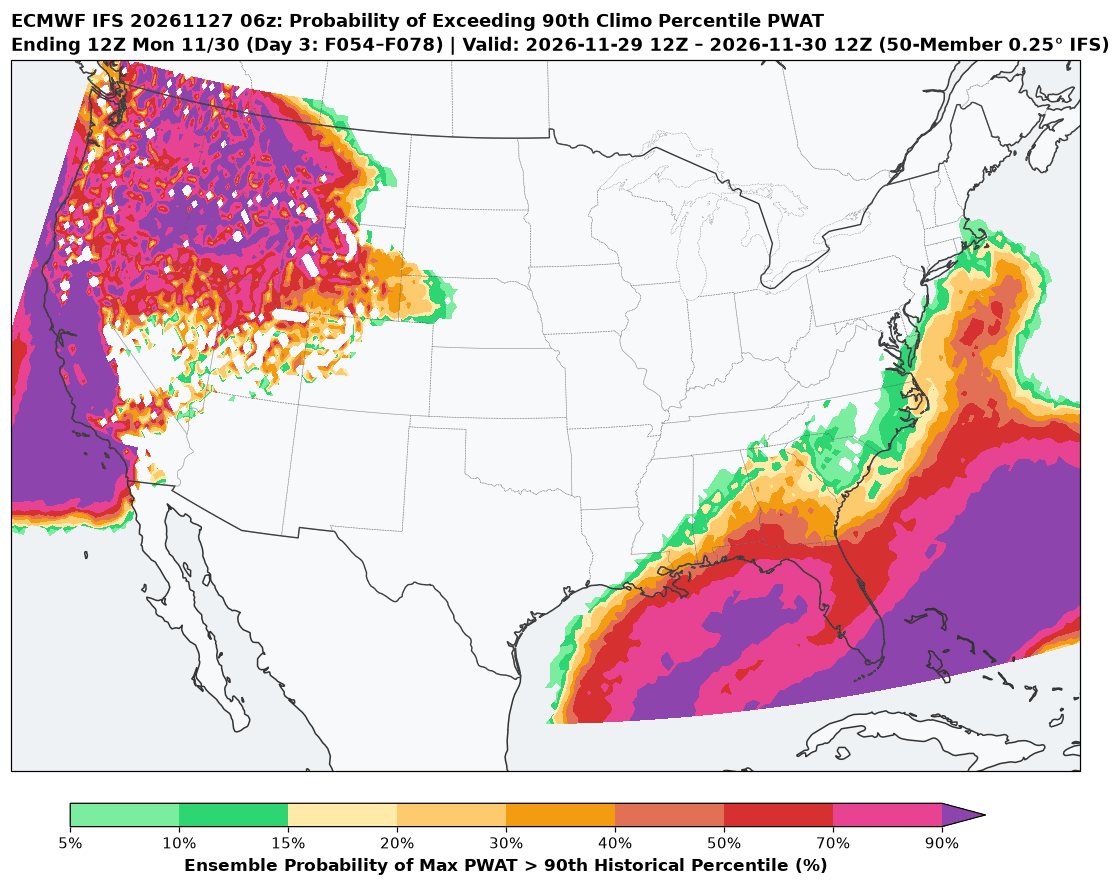 ECMWF IFS 20261127 06z: Probability of Exceeding 90th Climo Percentile PWAT
Ending 12Z Mon 11/30 (Day 3: F054–F078) | Valid: 2026-11-29 12Z – 2026-11-30 12Z (50-Member 0.25° IFS)
5% 10% 15% 20% 30% 40% 50% 70% 90%
Ensemble Probability of Max PWAT > 90th Historical Percentile (%)